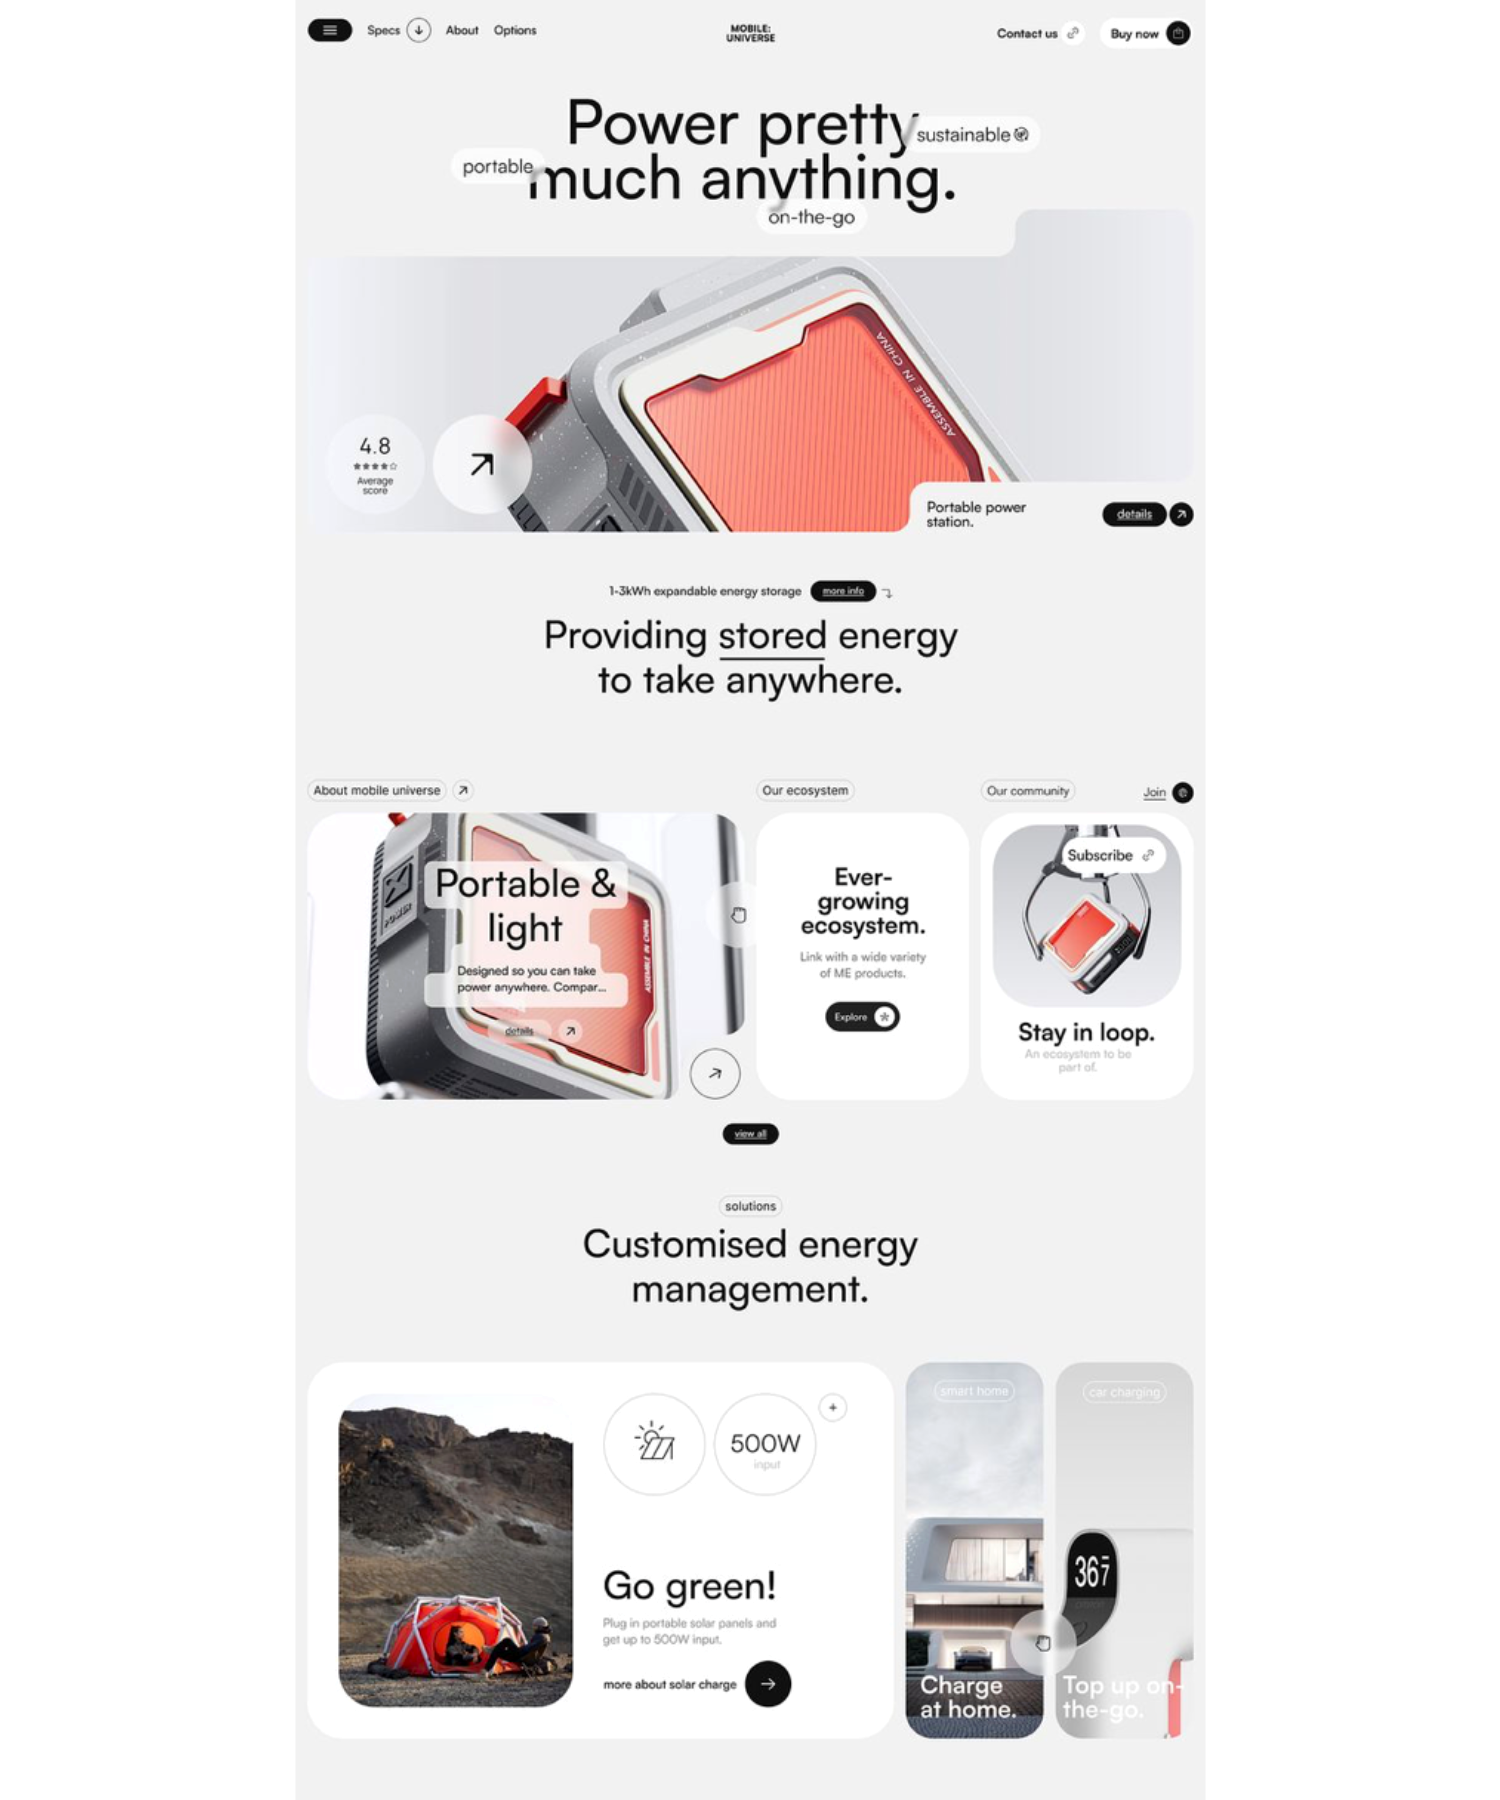 Specs
About
Options
MOBILE:
UNIVERSE
Contact us
Buy now
Power pretty
sustainable
portable
much anything.
on-the-go
ASSEMBLE IN CHINA
4.8
Average
score
Portable power
station.
details
1-3kWh expandable energy storage
more info
Providing stored energy
to take anywhere.
About mobile universe
Our ecosystem
Our community
Join
POWER
Portable &
light
ASSEMBLE IN CHINA
Designed so you can take
power anywhere. Compar...
details
Ever-
growing
ecosystem.
Link with a wide variety
of ME products.
Explore
Subscribe
Stay in loop.
An ecosystem to be
part of.
view all
solutions
Customised energy
management.
500W
input
Go green!
Plug in portable solar panels and
get up to 500W input.
more about solar charge
smart home
Charge
at home.
car charging
367
Top up on-
the-go.